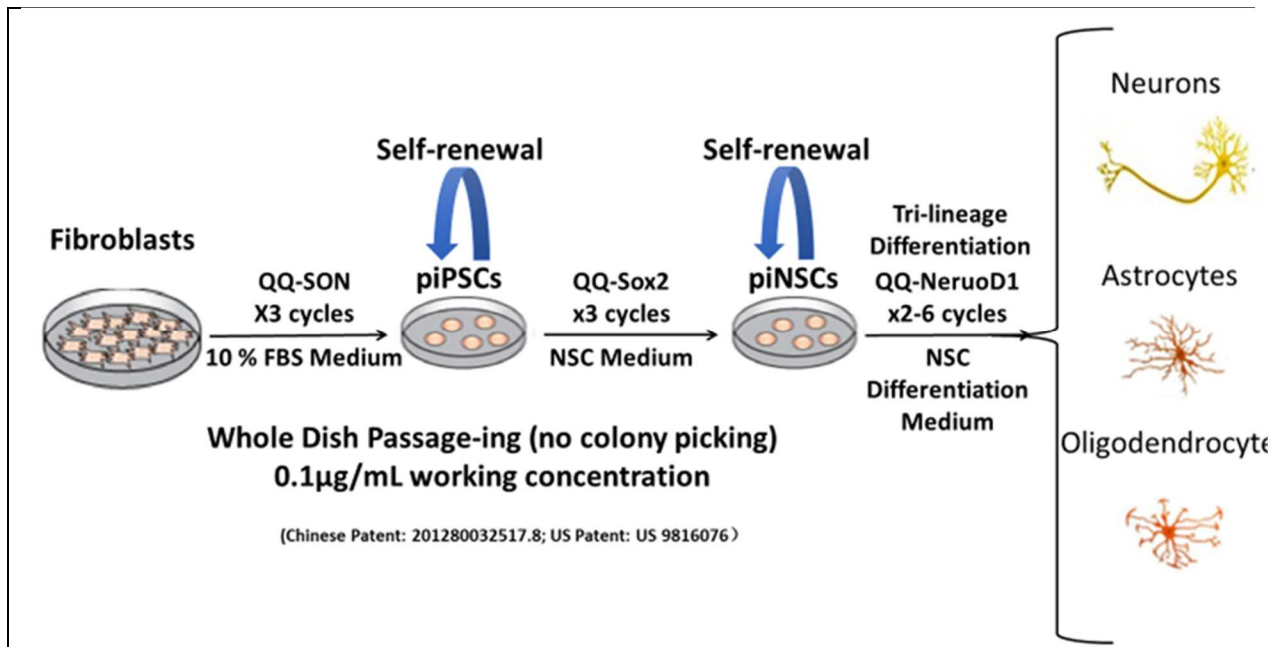 Fibroblasts
QQ-SON
X3 cycles
10 % FBS Medium
Self-renewal
piPSCs
QQ-Sox2
x3 cycles
NSC Medium
Self-renewal
piNSCs
Tri-lineage
Differentiation
QQ-NeruoD1
x2-6 cycles
NSC
Differentiation
Medium
Neurons
Astrocytes
Oligodendrocyte
Whole Dish Passage-ing (no colony picking)
0.1µg/mL working concentration
(Chinese Patent: 201280032517.8; US Patent: US 9816076）